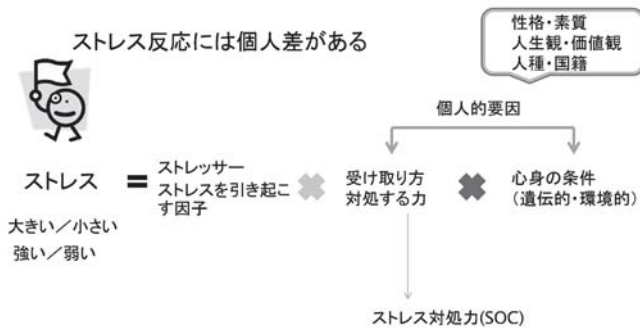 ストレス反応には個人差がある
性格・素質
人生観・価値観
人種・国籍
個人的要因
ストレス
大きい/小さい
強い/弱い
=
ストレッサー
ストレスを引き起こ
す因子
受け取り方
対処する力
心身の条件
(遺伝的・環境的)
ストレス対処力(SOC)